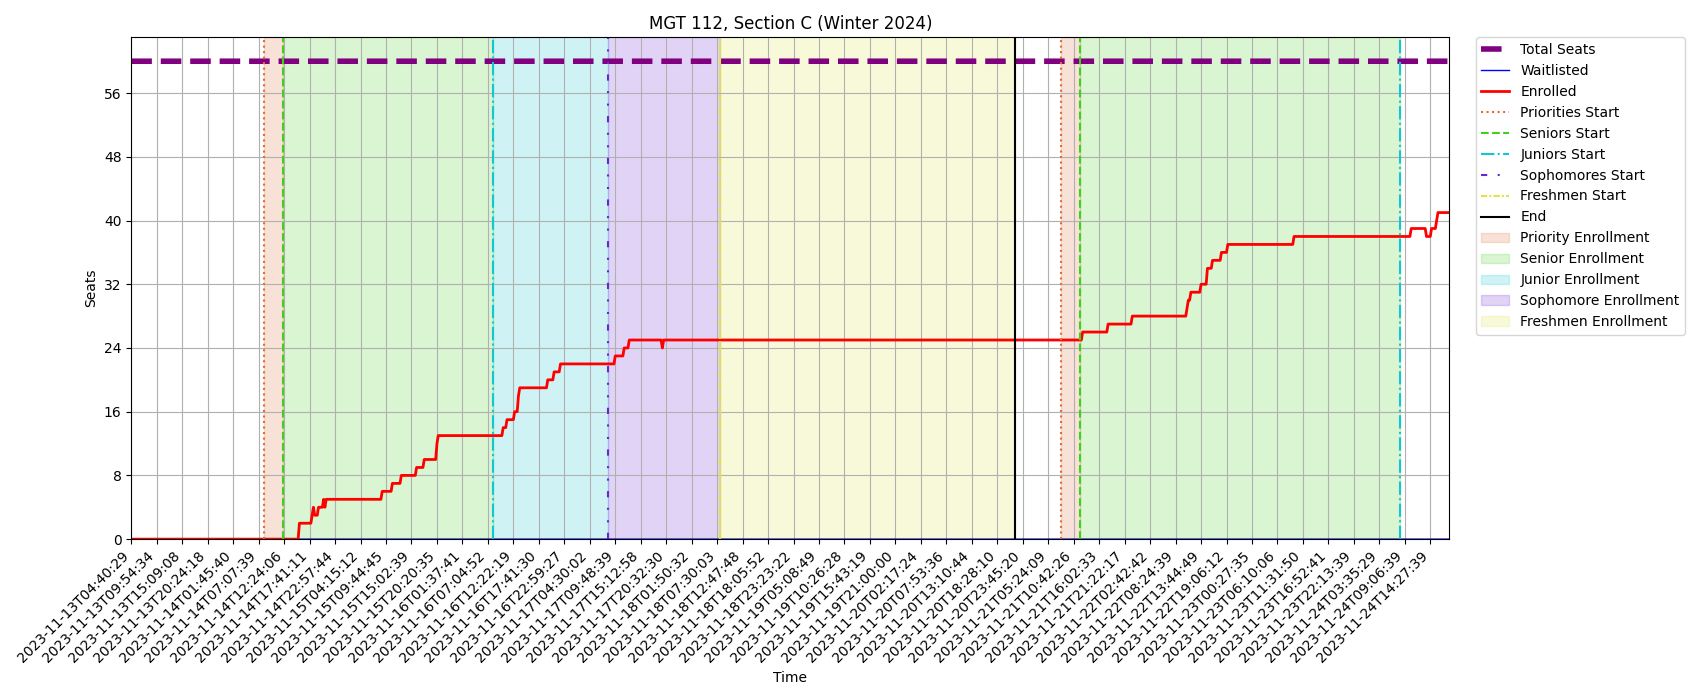 MGT 112, Section C (Winter 2024)
Total Seats
Waitlisted
Enrolled
Priorities Start
Seniors Start
Juniors Start
Sophomores Start
Freshmen Start
End
Priority Enrollment
Senior Enrollment
Junior Enrollment
Sophomore Enrollment
Freshmen Enrollment
Seats
56
48
40
32
24
16
8
0
2023-11-13T04:40:29
2023-11-13T09:54:34
2023-11-13T15:09:08
2023-11-13T20:24:18
2023-11-14T01:45:40
2023-11-14T07:07:39
2023-11-14T12:24:06
2023-11-14T17:41:11
2023-11-14T22:57:44
2023-11-15T04:15:12
2023-11-15T09:44:45
2023-11-15T15:02:39
2023-11-15T20:20:35
2023-11-16T01:37:41
2023-11-16T07:04:52
2023-11-16T12:22:19
2023-11-16T17:41:30
2023-11-16T22:59:27
2023-11-17T04:30:02
2023-11-17T09:48:39
2023-11-17T15:12:58
2023-11-17T20:32:30
2023-11-18T01:50:32
2023-11-18T07:30:03
2023-11-18T12:47:48
2023-11-18T18:05:52
2023-11-18T23:23:22
2023-11-19T05:08:49
2023-11-19T10:26:28
2023-11-19T15:43:19
2023-11-19T21:00:00
2023-11-20T02:17:24
2023-11-20T07:53:36
2023-11-20T13:10:44
2023-11-20T18:28:10
2023-11-20T23:45:20
2023-11-21T05:24:09
2023-11-21T10:42:26
2023-11-21T16:02:33
2023-11-21T21:22:17
2023-11-22T02:42:42
2023-11-22T08:24:39
2023-11-22T13:44:49
2023-11-22T19:06:12
2023-11-23T00:27:35
2023-11-23T06:10:06
2023-11-23T11:31:50
2023-11-23T16:52:41
2023-11-23T22:13:39
2023-11-24T03:35:29
2023-11-24T09:06:39
2023-11-24T14:27:39
Time